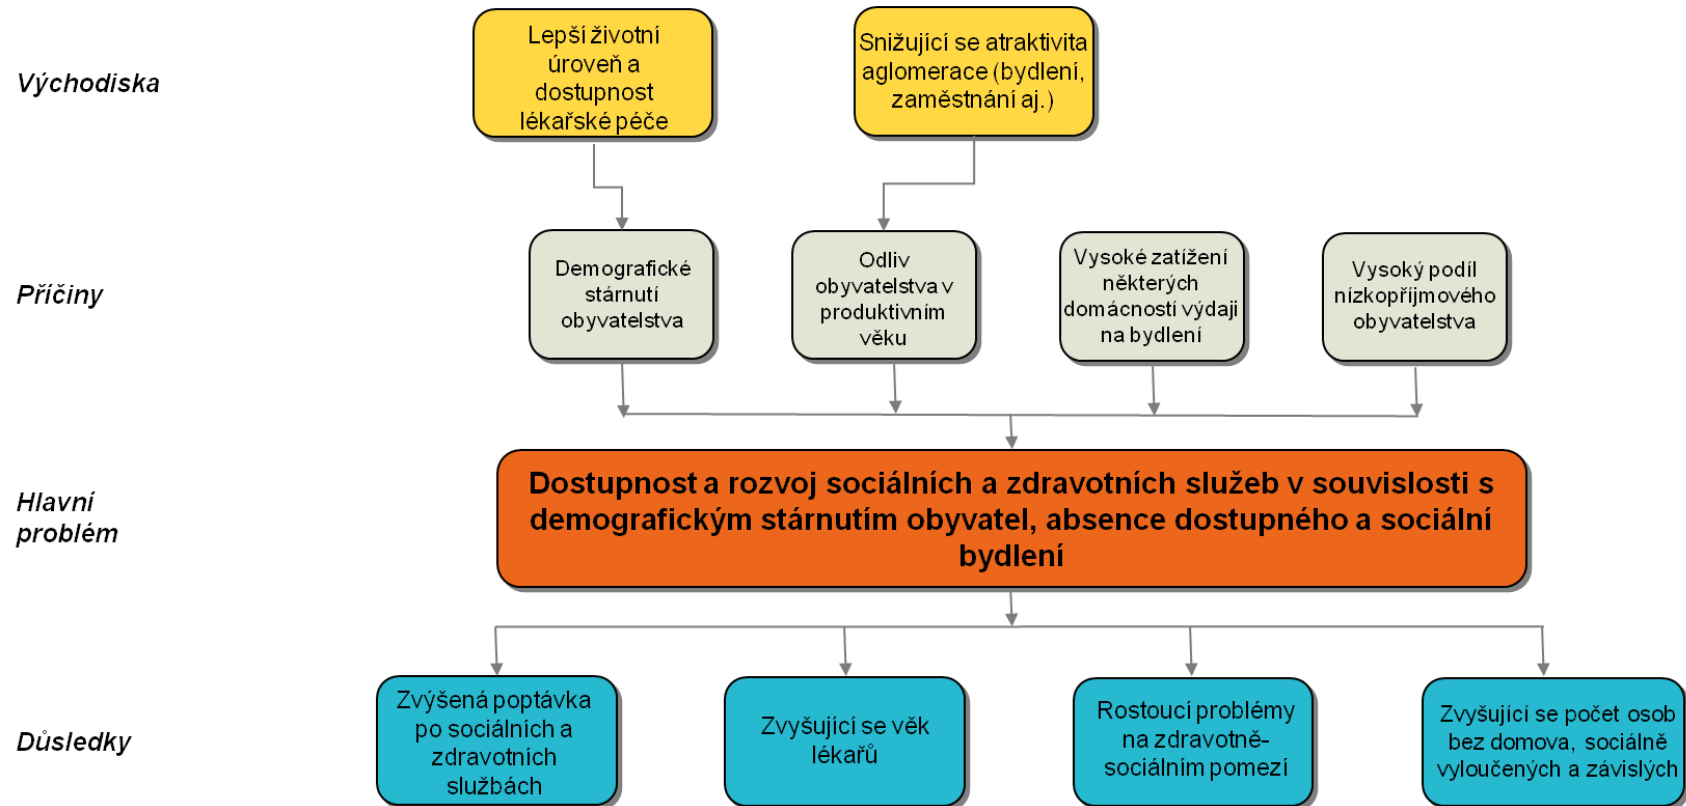 Východiska
Lepší životní
úroveň a
dostupnost
lékařské péče
Snižující se atraktivita
aglomerace (bydlení,
zaměstnání aj.)
Příčiny
Demografické
stárnutí
obyvatelstva
Odliv
obyvatelstva v
produktivním
věku
Vysoké zatížení
některých
domácností výdaji
na bydlení
Vysoký podíl
nízkopříjmového
obyvatelstva
Hlavní
problém
Dostupnost a rozvoj sociálních a zdravotních služeb v souvislosti s
demografickým stárnutím obyvatel, absence dostupného a sociální
bydlení
Důsledky
Zvýšená poptávka
po sociálních a
zdravotních
službách
Zvyšující se věk
lékařů
Rostoucí problémy
na zdravotně-
sociálním pomezí
Zvyšující se počet osob
bez domova, sociálně
vyloučených a závislých